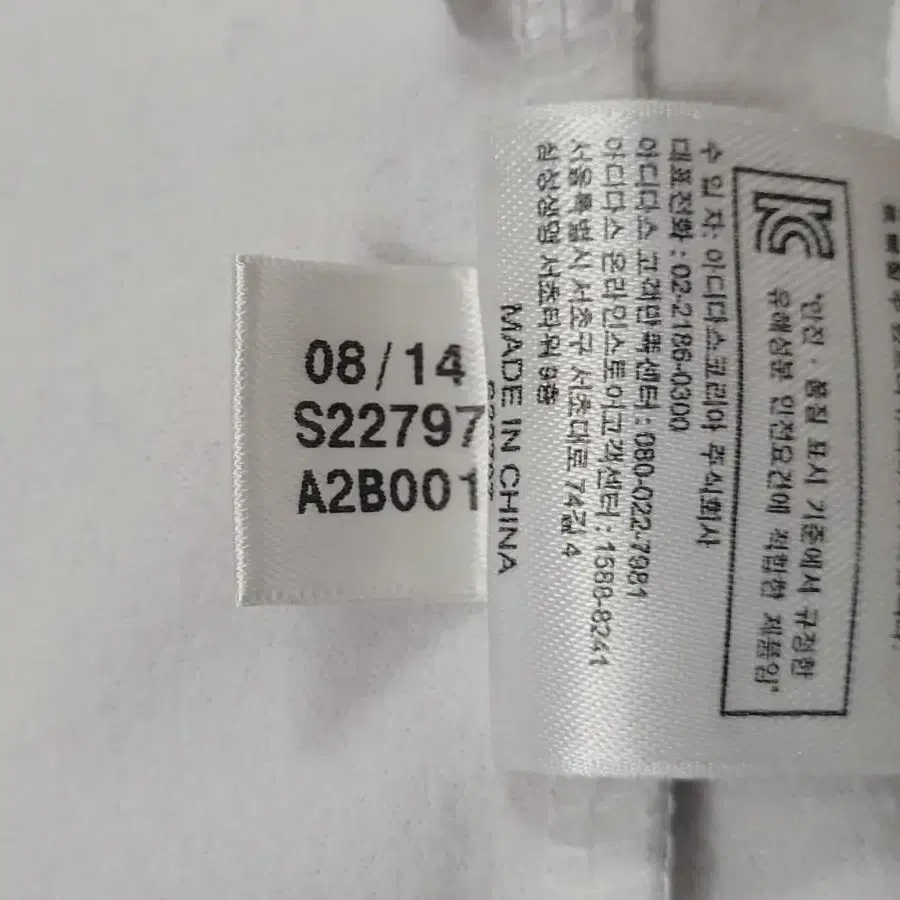 08/14
S22797
A2B001
KC
"안전·품질 표시 기준에서 규정한
유해성분 안전요건에 적합한 제품임"
수 입 자: 아디다스코리아 주식회사
대표전화 : 02-2186-0300
아디다스 고객만족센터 : 080-022-7981
아디다스 온라인스토어고객센터 : 1588-8241
서울특별시 서초구 서초대로 74길 4
삼성생명 서초타워 9층
MADE IN CHINA